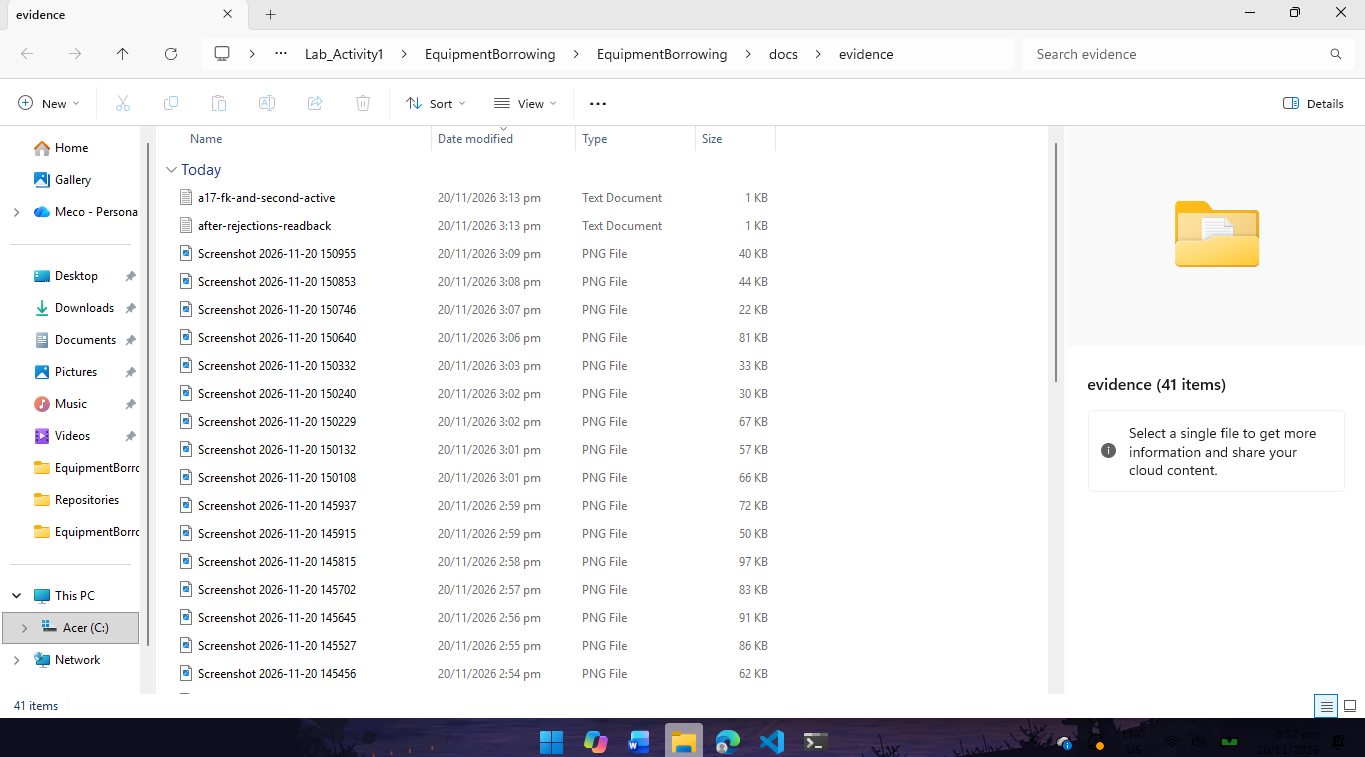 evidence
Lab_Activity1 EquipmentBorrowing EquipmentBorrowing docs evidence
Search evidence
New
Sort
View
Details
Home
Gallery
Meco - Persona
Desktop
Downloads
Documents
Pictures
Music
Videos
EquipmentBorro
Repositories
EquipmentBorro
This PC
Acer (C:)
Network
Name Date modified Type Size
Today
a17-fk-and-second-active 20/11/2026 3:13 pm Text Document 1 KB
after-rejections-readback 20/11/2026 3:13 pm Text Document 1 KB
Screenshot 2026-11-20 150955 20/11/2026 3:09 pm PNG File 40 KB
Screenshot 2026-11-20 150853 20/11/2026 3:08 pm PNG File 44 KB
Screenshot 2026-11-20 150746 20/11/2026 3:07 pm PNG File 22 KB
Screenshot 2026-11-20 150640 20/11/2026 3:06 pm PNG File 81 KB
Screenshot 2026-11-20 150332 20/11/2026 3:03 pm PNG File 33 KB
Screenshot 2026-11-20 150240 20/11/2026 3:02 pm PNG File 30 KB
Screenshot 2026-11-20 150229 20/11/2026 3:02 pm PNG File 67 KB
Screenshot 2026-11-20 150132 20/11/2026 3:01 pm PNG File 57 KB
Screenshot 2026-11-20 150108 20/11/2026 3:01 pm PNG File 66 KB
Screenshot 2026-11-20 145937 20/11/2026 2:59 pm PNG File 72 KB
Screenshot 2026-11-20 145915 20/11/2026 2:59 pm PNG File 50 KB
Screenshot 2026-11-20 145815 20/11/2026 2:58 pm PNG File 97 KB
Screenshot 2026-11-20 145702 20/11/2026 2:57 pm PNG File 83 KB
Screenshot 2026-11-20 145645 20/11/2026 2:56 pm PNG File 91 KB
Screenshot 2026-11-20 145527 20/11/2026 2:55 pm PNG File 86 KB
Screenshot 2026-11-20 145456 20/11/2026 2:54 pm PNG File 62 KB
evidence (41 items)
Select a single file to get more
information and share your
cloud content.
41 items
ENG
US
8:32 pm
20/11/2026